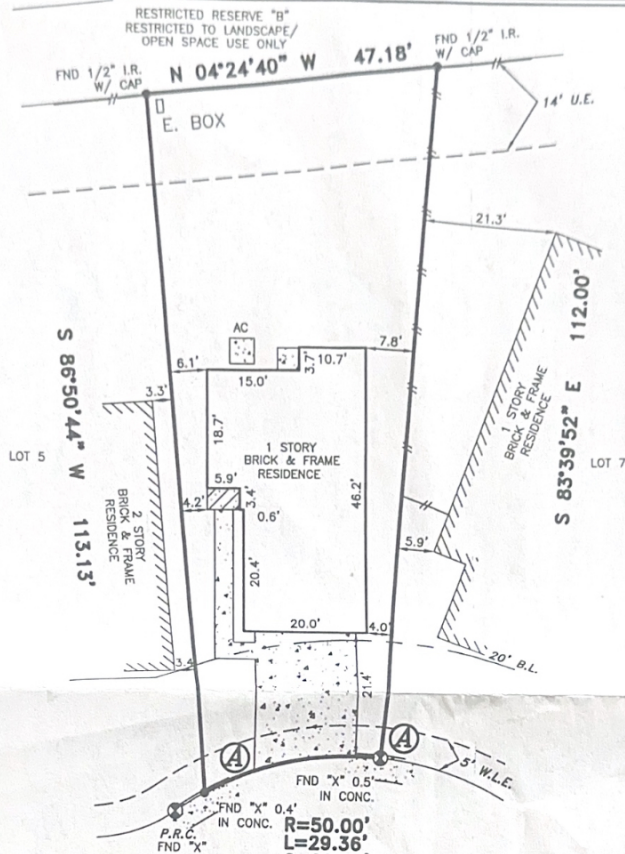 RESTRICTED RESERVE "B"
RESTRICTED TO LANDSCAPE/
OPEN SPACE USE ONLY
FND 1/2" I.R.
W/ CAP
N 04°24'40" W 47.18'
FND 1/2" I.R.
W/ CAP
14' U.E.
E. BOX
21.3'
S 83°39'52" E 112.00'
S 86°50'44" W 113.13'
AC
7.8'
6.1'
3.7'
10.7'
15.0'
3.3'
18.7'
1 STORY
BRICK & FRAME
RESIDENCE
1 STORY
BRICK & FRAME
RESIDENCE
LOT 5
LOT 7
2 STORY
BRICK & FRAME
RESIDENCE
5.9'
3.4'
4.2'
0.6'
46.2'
5.9'
20.4'
20.0'
4.0'
3.4
20' B.L.
21.4'
A
A
5' W.L.E.
FND "X" 0.5'
IN CONC.
FND "X" 0.4'
IN CONC.
P.R.C.
FND "X"
R=50.00'
L=29.36'